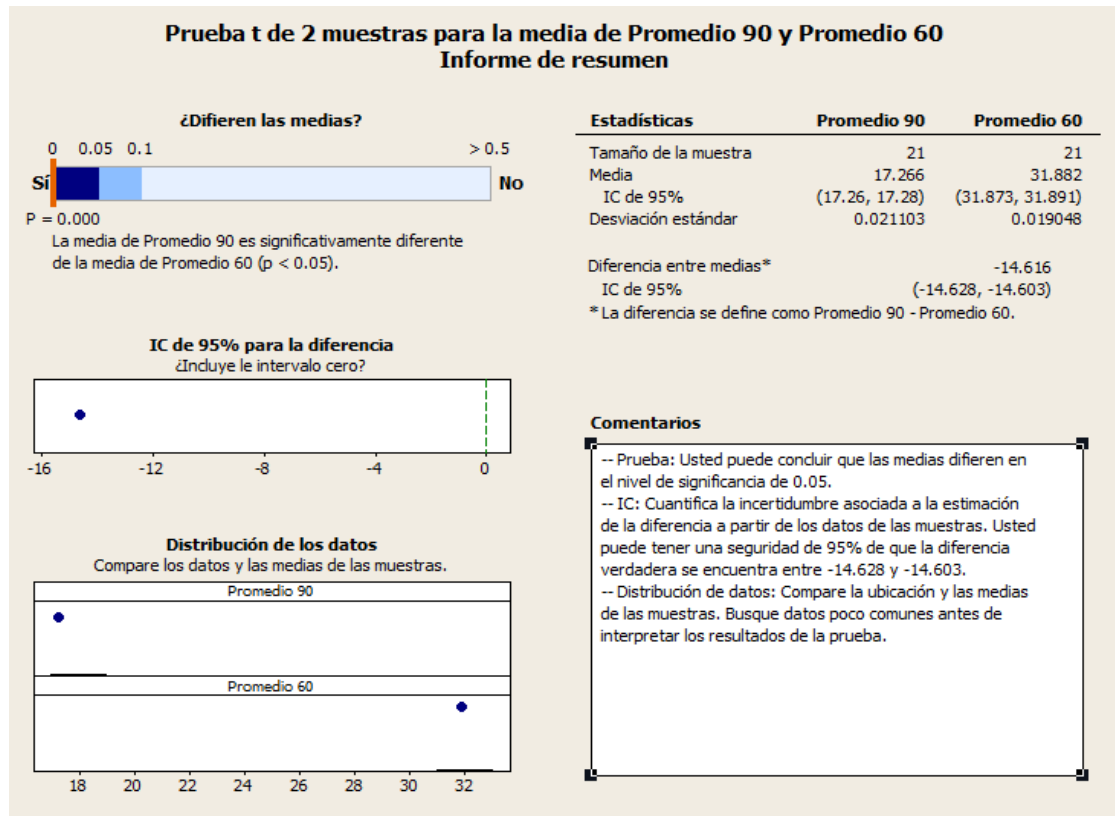 Prueba t de 2 muestras para la media de Promedio 90 y Promedio 60
Informe de resumen
¿Difieren las medias?
0 0.05 0.1 > 0.5
Sí No
P = 0.000
La media de Promedio 90 es significativamente diferente
de la media de Promedio 60 (p < 0.05).
IC de 95% para la diferencia
¿Incluye le intervalo cero?
-16 -12 -8 -4 0
Distribución de los datos
Compare los datos y las medias de las muestras.
Promedio 90
Promedio 60
18 20 22 24 26 28 30 32
Estadísticas Promedio 90 Promedio 60
Tamaño de la muestra 21 21
Media 17.266 31.882
IC de 95% (17.26, 17.28) (31.873, 31.891)
Desviación estándar 0.021103 0.019048
Diferencia entre medias* -14.616
IC de 95% (-14.628, -14.603)
* La diferencia se define como Promedio 90 - Promedio 60.
Comentarios
-- Prueba: Usted puede concluir que las medias difieren en
el nivel de significancia de 0.05.
-- IC: Cuantifica la incertidumbre asociada a la estimación
de la diferencia a partir de los datos de las muestras. Usted
puede tener una seguridad de 95% de que la diferencia
verdadera se encuentra entre -14.628 y -14.603.
-- Distribución de datos: Compare la ubicación y las medias
de las muestras. Busque datos poco comunes antes de
interpretar los resultados de la prueba.